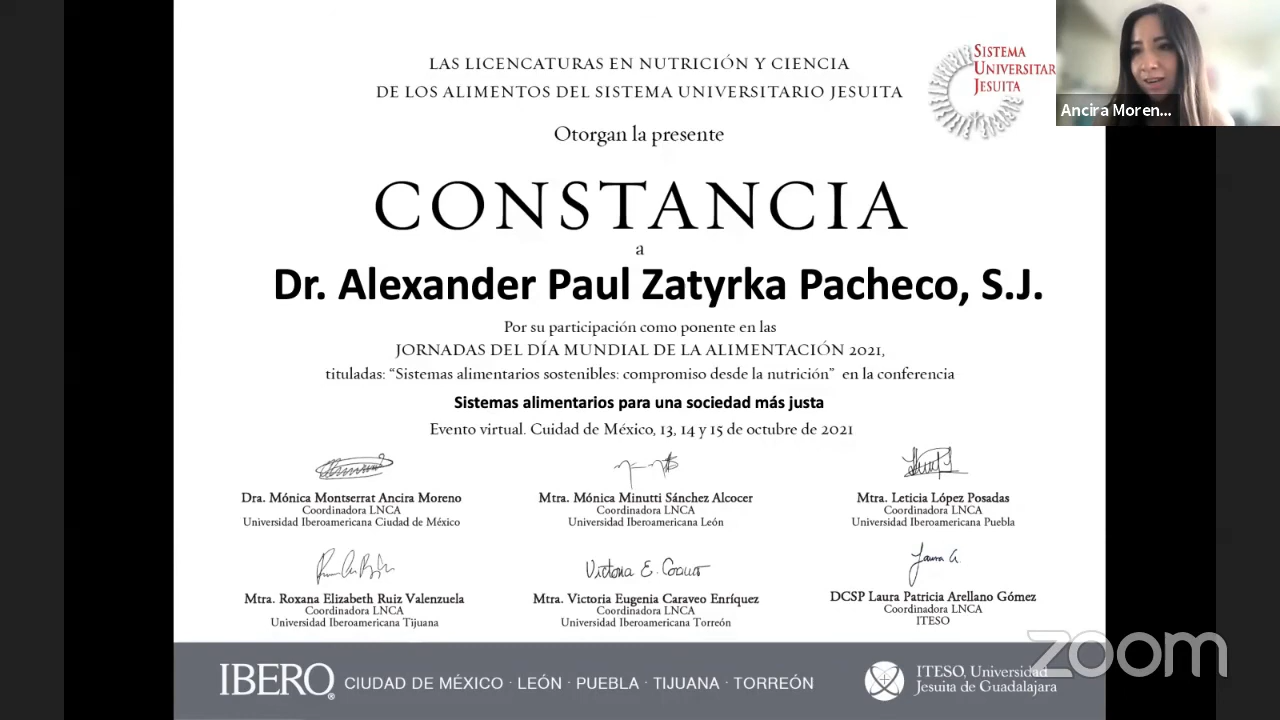 LAS LICENCIATURAS EN NUTRICIÓN Y CIENCIA
DE LOS ALIMENTOS DEL SISTEMA UNIVERSITARIO JESUITA
SISTEMA
UNIVERSITAR
JESUITA
Ancira Moren...
Otorgan la presente
CONSTANCIA
a
Dr. Alexander Paul Zatyrka Pacheco, S.J.
Por su participación como ponente en las
JORNADAS DEL DÍA MUNDIAL DE LA ALIMENTACIÓN 2021,
tituladas: “Sistemas alimentarios sostenibles: compromiso desde la nutrición” en la conferencia
Sistemas alimentarios para una sociedad más justa
Evento virtual. Cuidad de México, 13, 14 y 15 de octubre de 2021
Dra. Mónica Montserrat Ancira Moreno
Coordinadora LNCA
Universidad Iberoamericana Ciudad de México
Mtra. Mónica Minutti Sánchez Alcocer
Coordinadora LNCA
Universidad Iberoamericana León
Mtra. Leticia López Posadas
Coordinadora LNCA
Universidad Iberoamericana Puebla
Mtra. Roxana Elizabeth Ruiz Valenzuela
Coordinadora LNCA
Universidad Iberoamericana Tijuana
Victoria E.
Mtra. Victoria Eugenia Caraveo Enríquez
Coordinadora LNCA
Universidad Iberoamericana Torreón
Laura A.
DCSP Laura Patricia Arellano Gómez
Coordinadora LNCA
ITESO
zoom
IBERO® CIUDAD DE MÉXICO · LEÓN · PUEBLA · TIJUANA · TORREÓN
ITESO, Universidad
Jesuita de Guadalajara